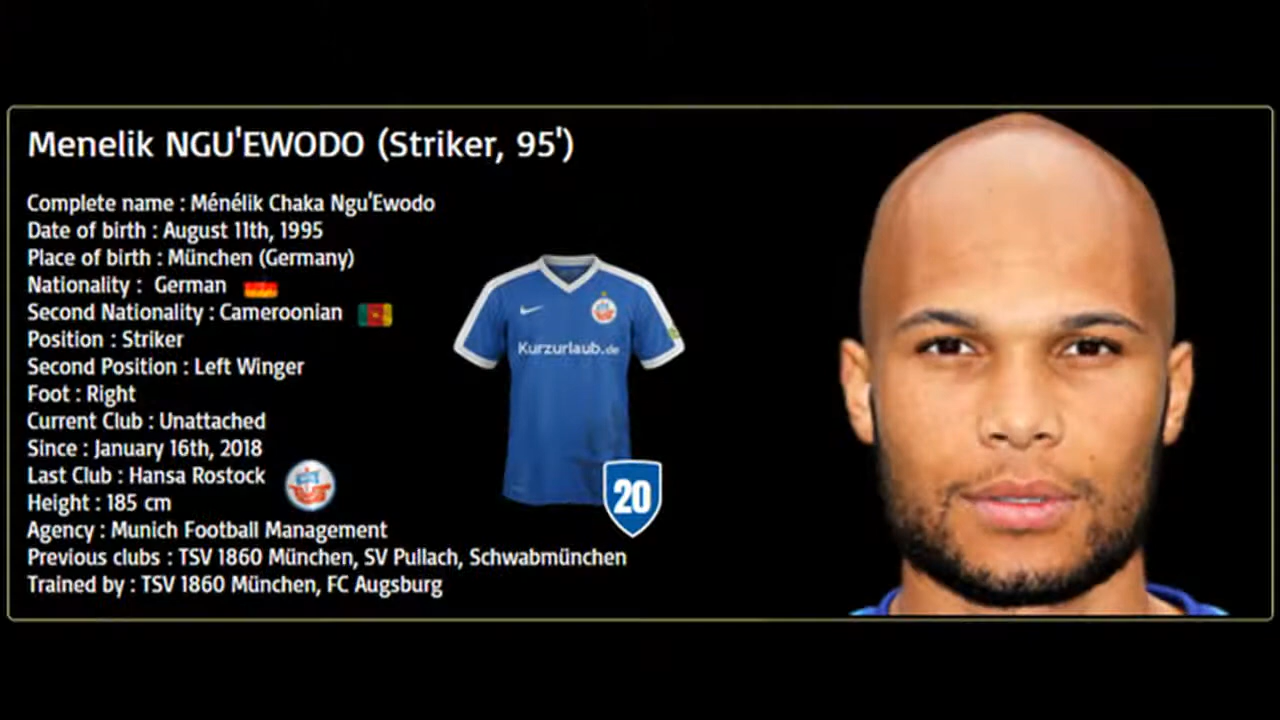 Menelik NGU'EWODO (Striker, 95')
Complete name : Ménélik Chaka Ngu'Ewodo
Date of birth : August 11th, 1995
Place of birth : München (Germany)
Nationality : German
Second Nationality : Cameroonian
Position : Striker
Second Position : Left Winger
Foot : Right
Current Club : Unattached
Since : January 16th, 2018
Last Club : Hansa Rostock
Height : 185 cm
Agency : Munich Football Management
Previous clubs : TSV 1860 München, SV Pullach, Schwabmünchen
Trained by : TSV 1860 München, FC Augsburg
Kurzurlaub.de
20